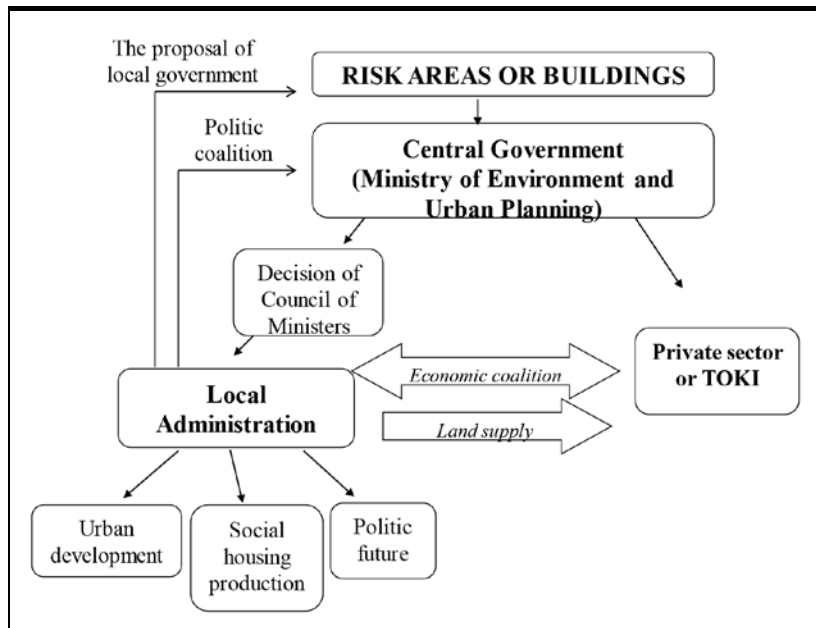 The proposal of
local government
RISK AREAS OR BUILDINGS
Politic
coalition
Central Government
(Ministry of Environment and
Urban Planning)
Decision of
Council of
Ministers
Private sector
or TOKI
Economic coalition
Local
Administration
Land supply
Urban
development
Social
housing
production
Politic
future